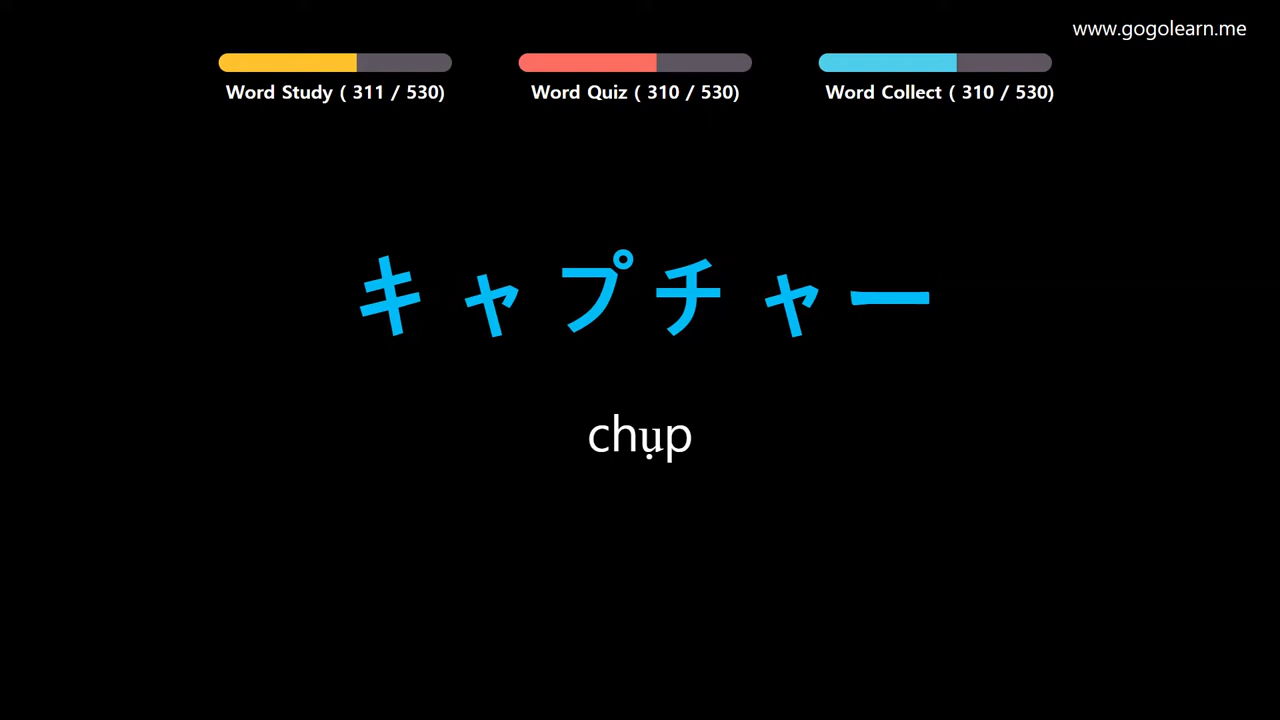 www.gogolearn.me
Word Study ( 311 / 530)
Word Quiz ( 310 / 530)
Word Collect ( 310 / 530)
キャプチャー
chụp